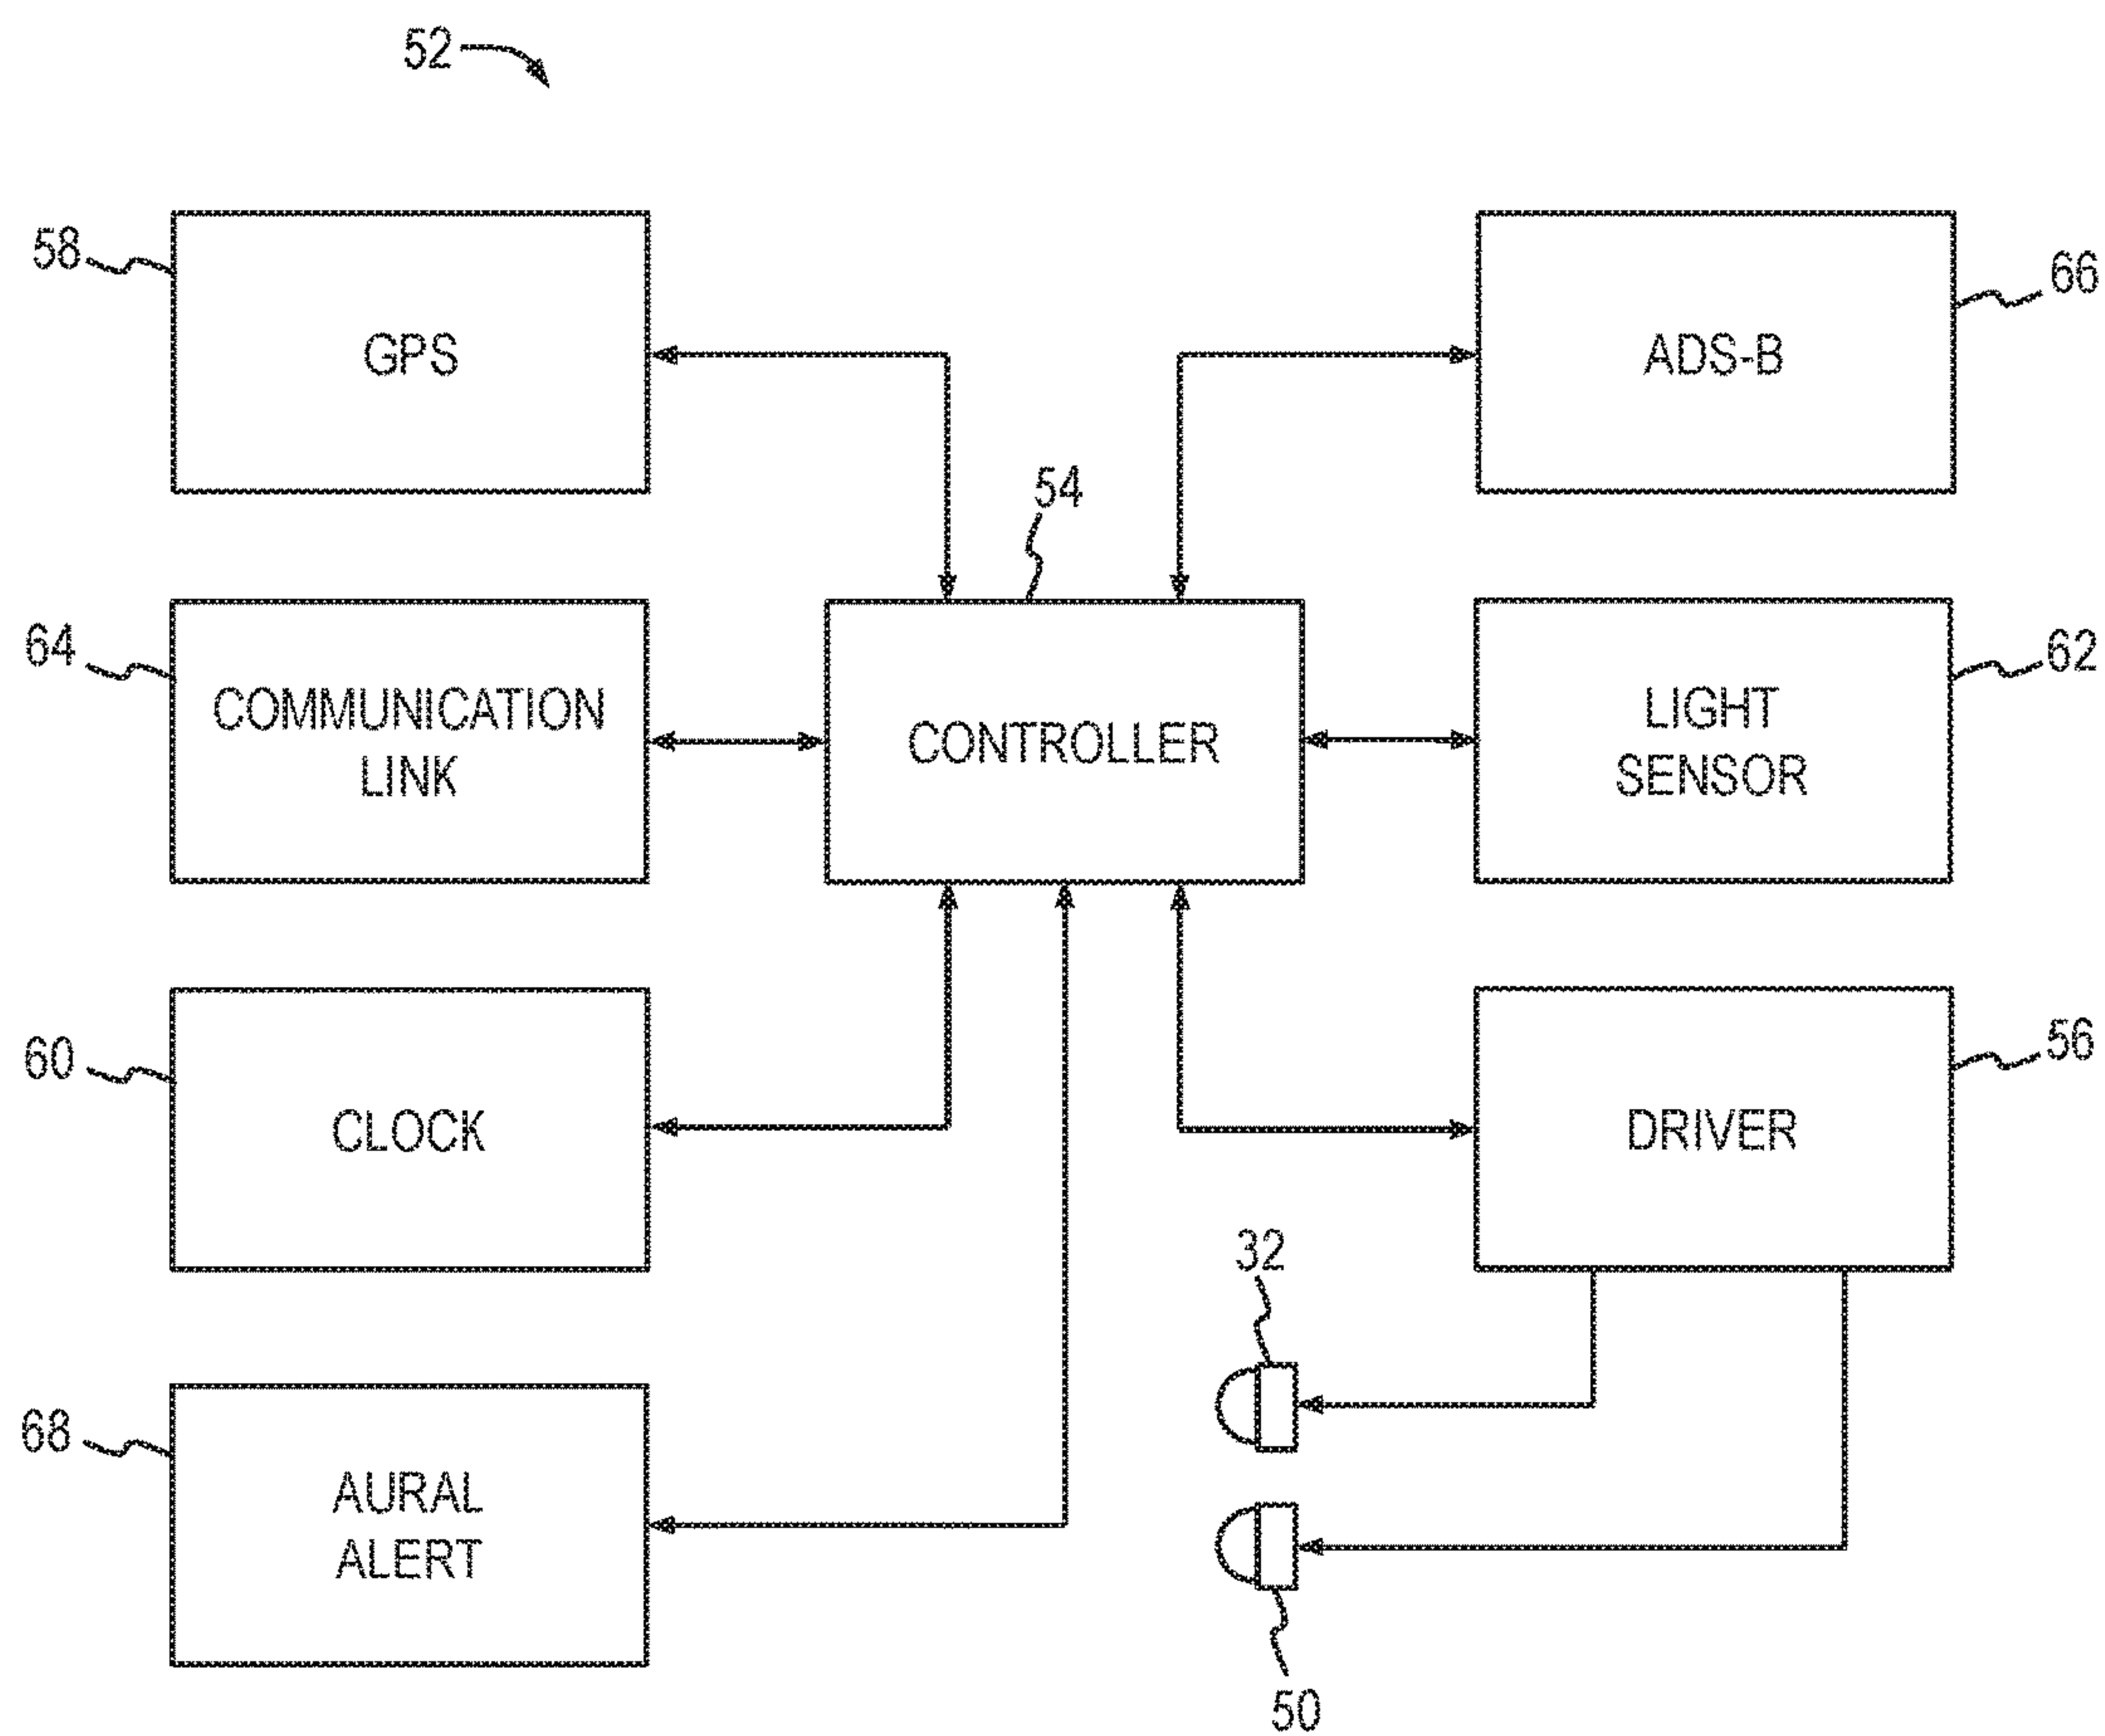 52
58
GPS
ADS-B
66
54
64
COMMUNICATION
LINK
CONTROLLER
LIGHT
SENSOR
62
60
CLOCK
DRIVER
56
32
68
AURAL
ALERT
50